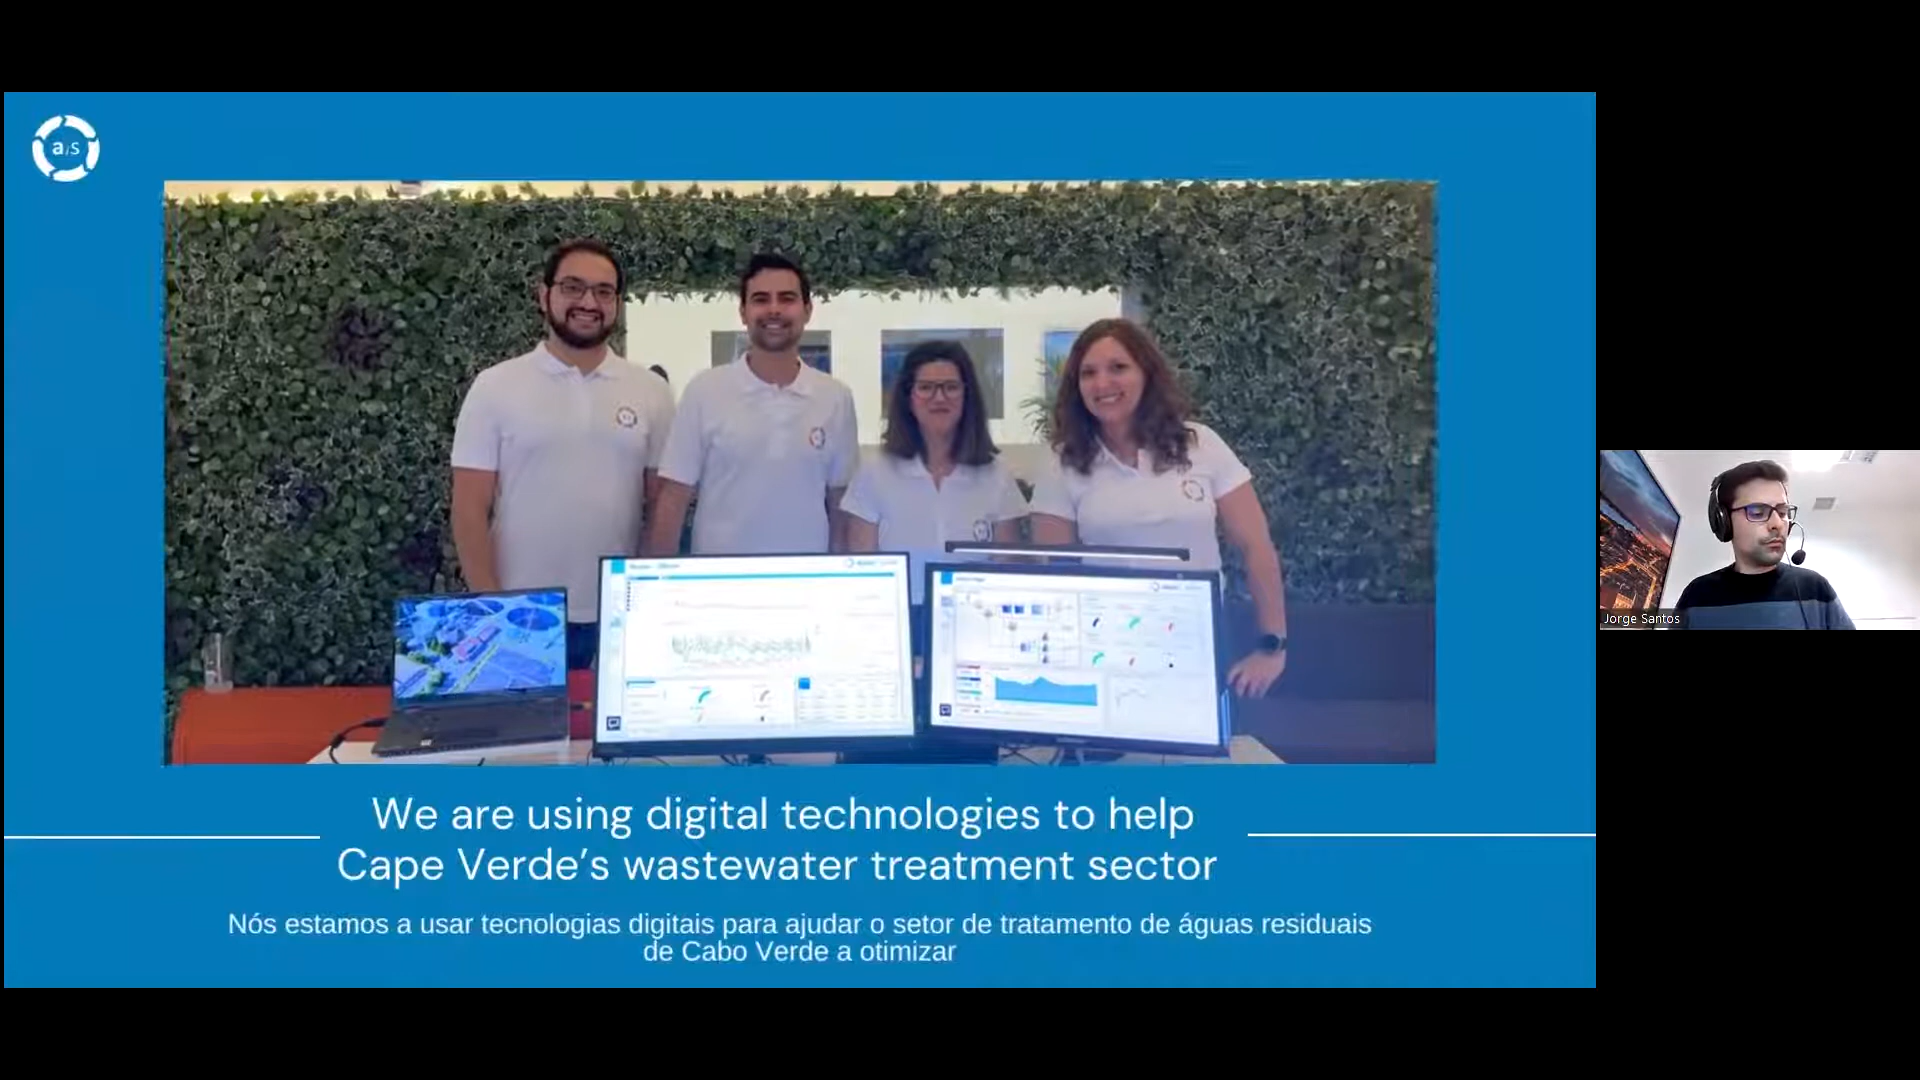 a/s
We are using digital technologies to help
Cape Verde’s wastewater treatment sector
Nós estamos a usar tecnologias digitais para ajudar o setor de tratamento de águas residuais
de Cabo Verde a otimizar
Jorge Santos